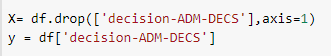 X= df.drop(['decision-ADM-DECS'],axis=1)
y = df['decision-ADM-DECS']